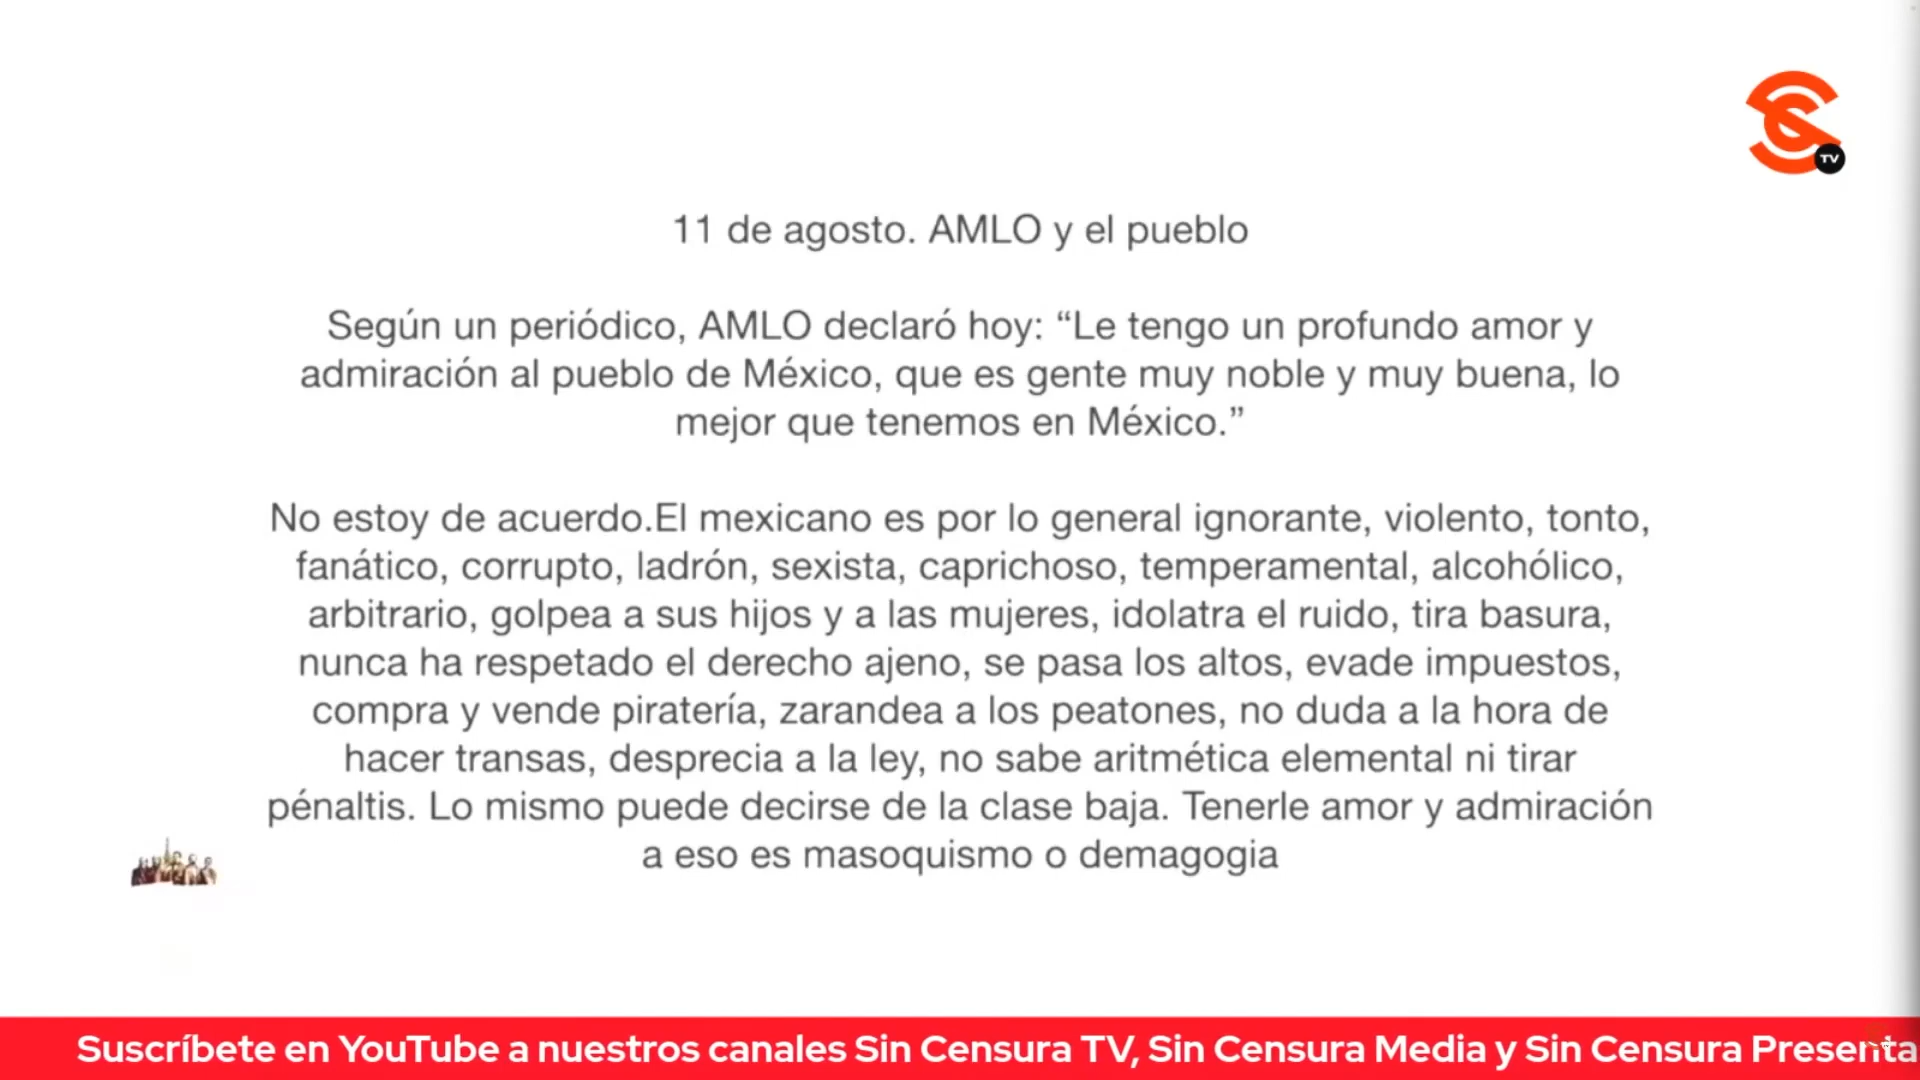 TV
11 de agosto. AMLO y el pueblo
Según un periódico, AMLO declaró hoy: “Le tengo un profundo amor y
admiración al pueblo de México, que es gente muy noble y muy buena, lo
mejor que tenemos en México.”
No estoy de acuerdo.El mexicano es por lo general ignorante, violento, tonto,
fanático, corrupto, ladrón, sexista, caprichoso, temperamental, alcohólico,
arbitrario, golpea a sus hijos y a las mujeres, idolatra el ruido, tira basura,
nunca ha respetado el derecho ajeno, se pasa los altos, evade impuestos,
compra y vende piratería, zarandea a los peatones, no duda a la hora de
hacer transas, desprecia a la ley, no sabe aritmética elemental ni tirar
pénaltis. Lo mismo puede decirse de la clase baja. Tenerle amor y admiración
a eso es masoquismo o demagogia
Suscríbete en YouTube a nuestros canales Sin Censura TV, Sin Censura Media y Sin Censura Presenta